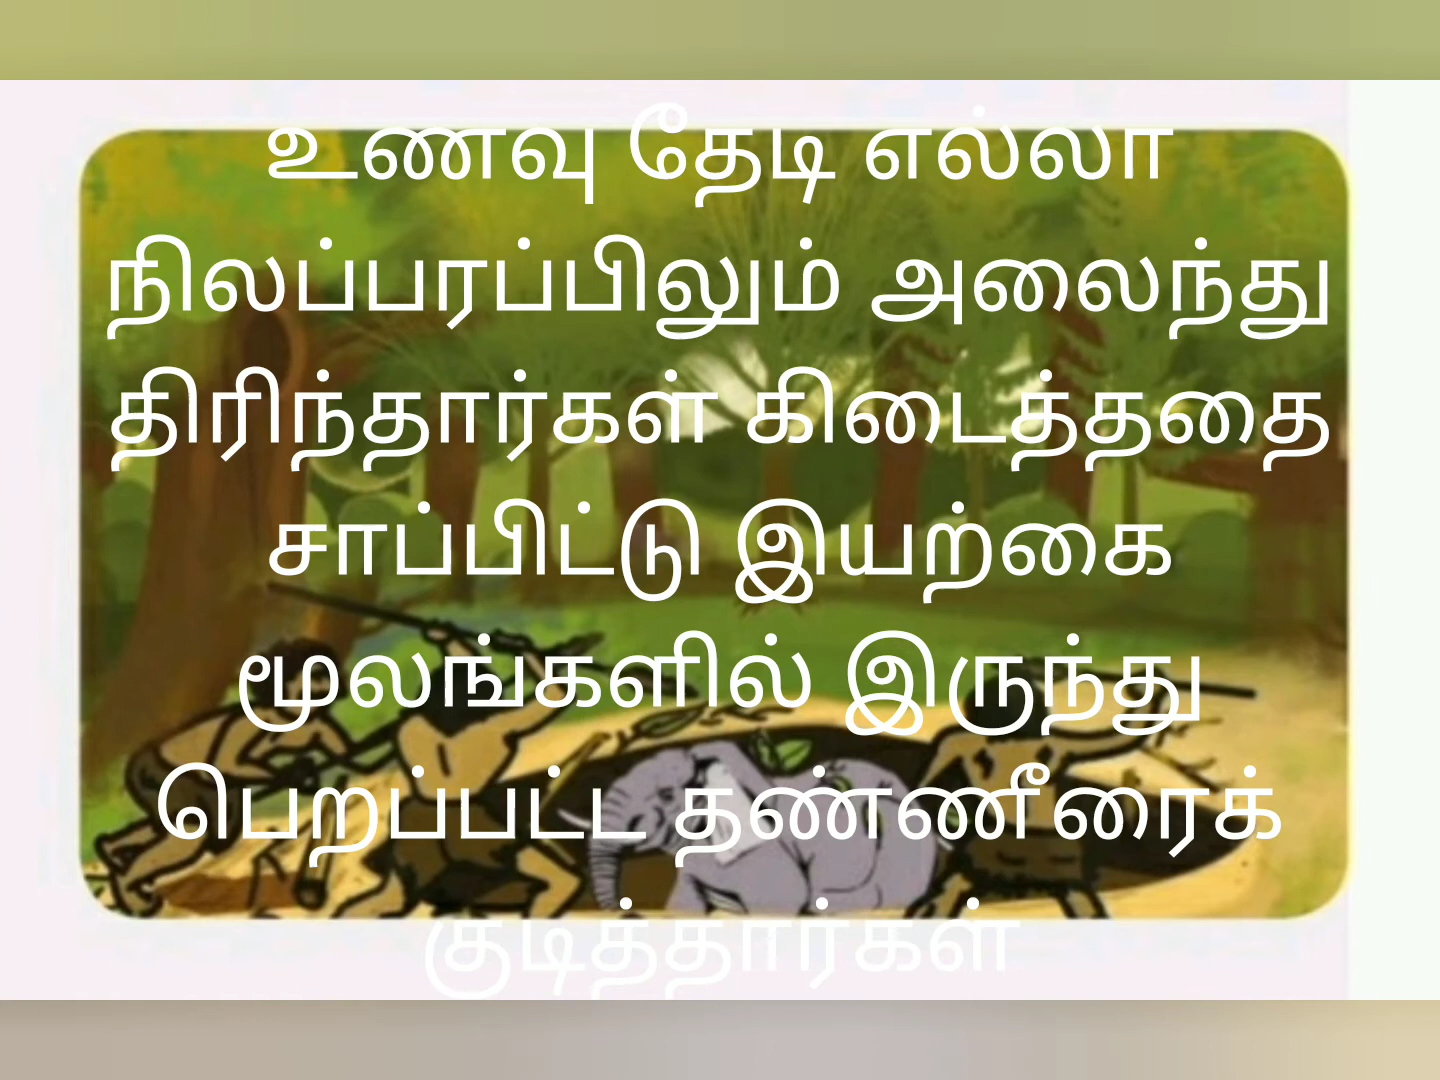 உணவு தேடி எல்லா
நிலப்பரப்பிலும் அலைந்து
திரிந்தார்கள் கிடைத்ததை
சாப்பிட்டு இயற்கை
மூலங்களில் இருந்து
பெறப்பட்ட தண்ணீரைக்
குடித்தார்கள்